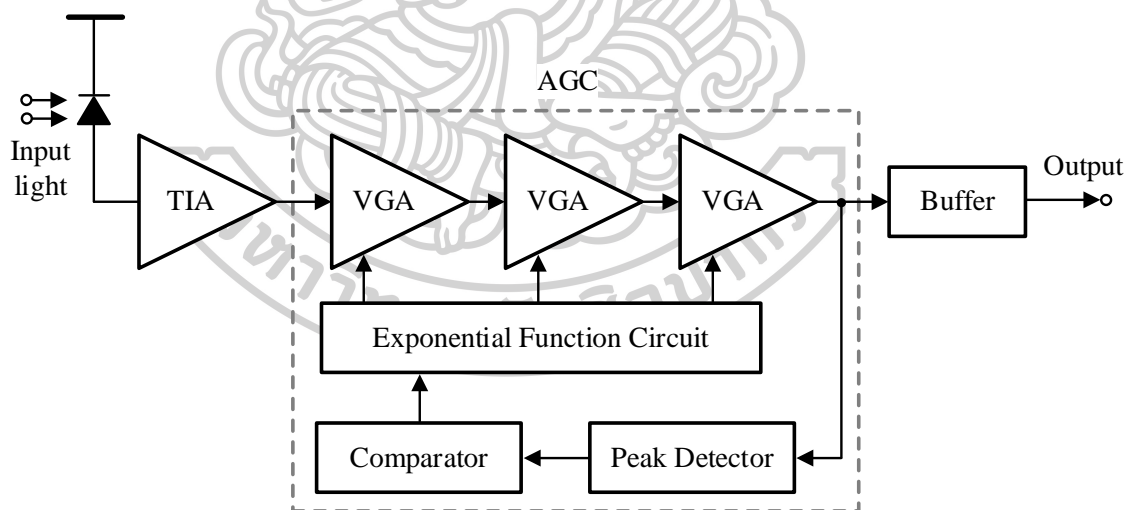 AGC
Input
light
TIA
VGA
VGA
VGA
Buffer
Output
Exponential Function Circuit
Comparator
Peak Detector